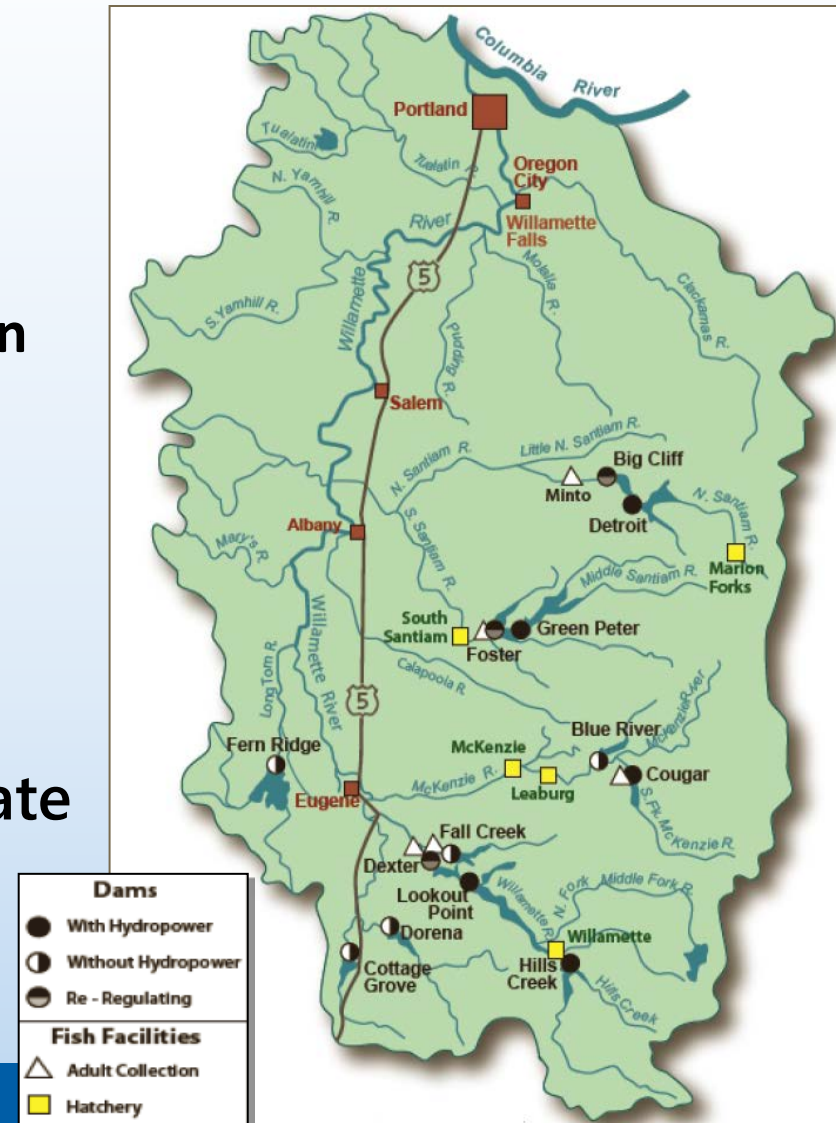 n
ate
Columbia
River
Portland
Tualatin
Tualatin R.
Oregon
City
N. Yamhill R.
River
Willamette
Falls
Molalla R.
5
Clackamas R.
Willamette
S. Yamhill R.
Pudding R.
Salem
Little N. Santiam R.
N. Santiam R.
Big Cliff
Minto
N. Santiam R.
Detroit
S. Santiam R.
Albany
Mary's R.
Marion
Forks
Middle Santiam R.
South
Santiam
Green Peter
Foster
Willamette River
Long Tom R.
Calapooia R.
5
McKenzie River
Blue River
Fern Ridge
McKenzie
McKenzie R.
Cougar
Leaburg
Eugene
S. Fk. McKenzie R.
Fall Creek
Dexter
Lookout
Point
Willamette R.
N. Fork Middle Fork R.
Dorena
Willamette
Cottage
Grove
Hills
Creek
Hills Creek
Dams
With Hydropower
Without Hydropower
Re - Regulating
Fish Facilities
Adult Collection
Hatchery